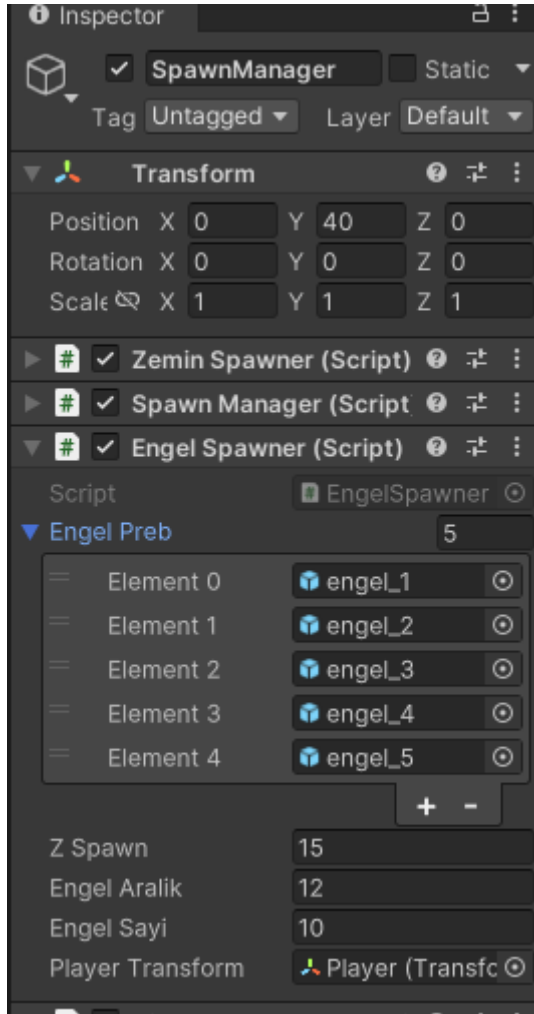 Inspector
SpawnManager Static
Tag Untagged Layer Default
Transform
Position X 0 Y 40 Z 0
Rotation X 0 Y 0 Z 0
Scale X 1 Y 1 Z 1
# Zemin Spawner (Script)
# Spawn Manager (Script
# Engel Spawner (Script)
Script # EngelSpawner
Engel Preb 5
Element 0 engel_1
Element 1 engel_2
Element 2 engel_3
Element 3 engel_4
Element 4 engel_5
+ -
Z Spawn 15
Engel Aralik 12
Engel Sayi 10
Player Transform Player (Transfo